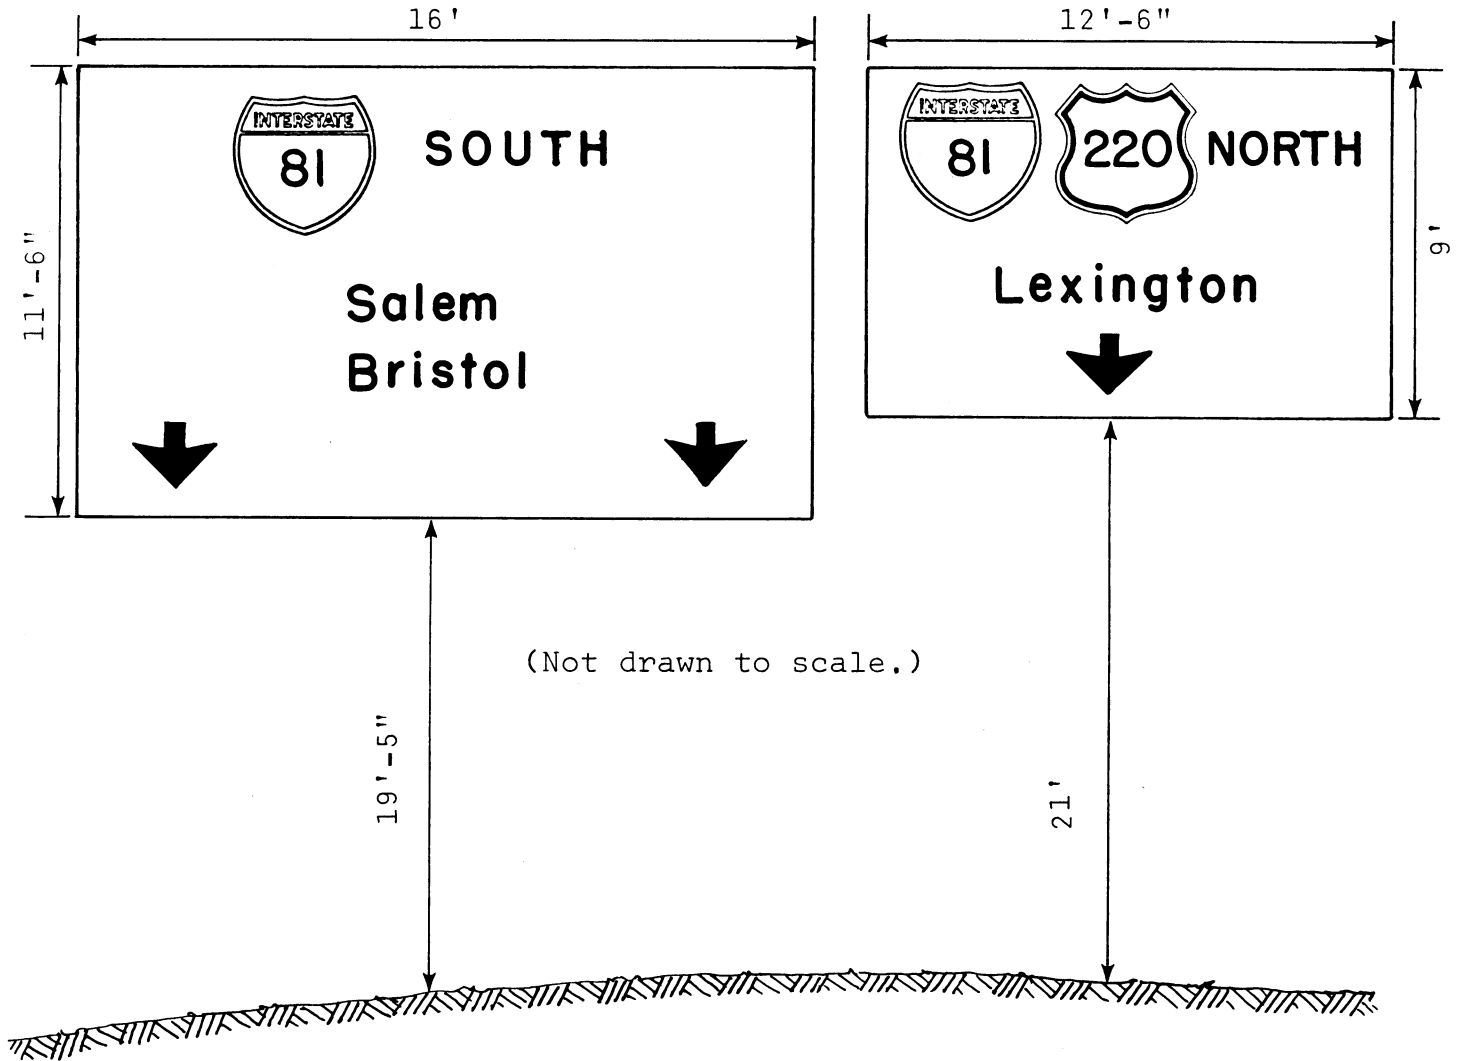 16'
12'-6"
INTERSTATE
81
SOUTH
Salem
Bristol
11'-6"
INTERSTATE
81
220
NORTH
Lexington
9'
(Not drawn to scale.)
19'-5"
21'